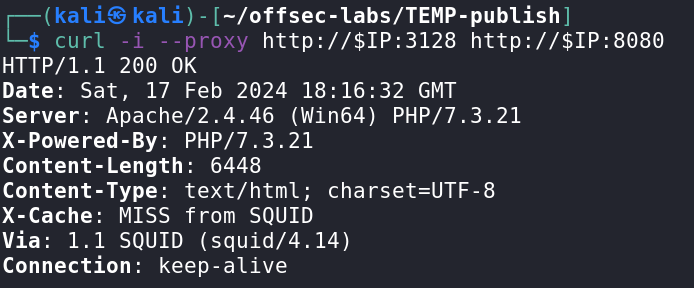 ┌──(kali㉿kali)-[~/offsec-labs/TEMP-publish]
└─$ curl -i --proxy http://$IP:3128 http://$IP:8080
HTTP/1.1 200 OK
Date: Sat, 17 Feb 2024 18:16:32 GMT
Server: Apache/2.4.46 (Win64) PHP/7.3.21
X-Powered-By: PHP/7.3.21
Content-Length: 6448
Content-Type: text/html; charset=UTF-8
X-Cache: MISS from SQUID
Via: 1.1 SQUID (squid/4.14)
Connection: keep-alive